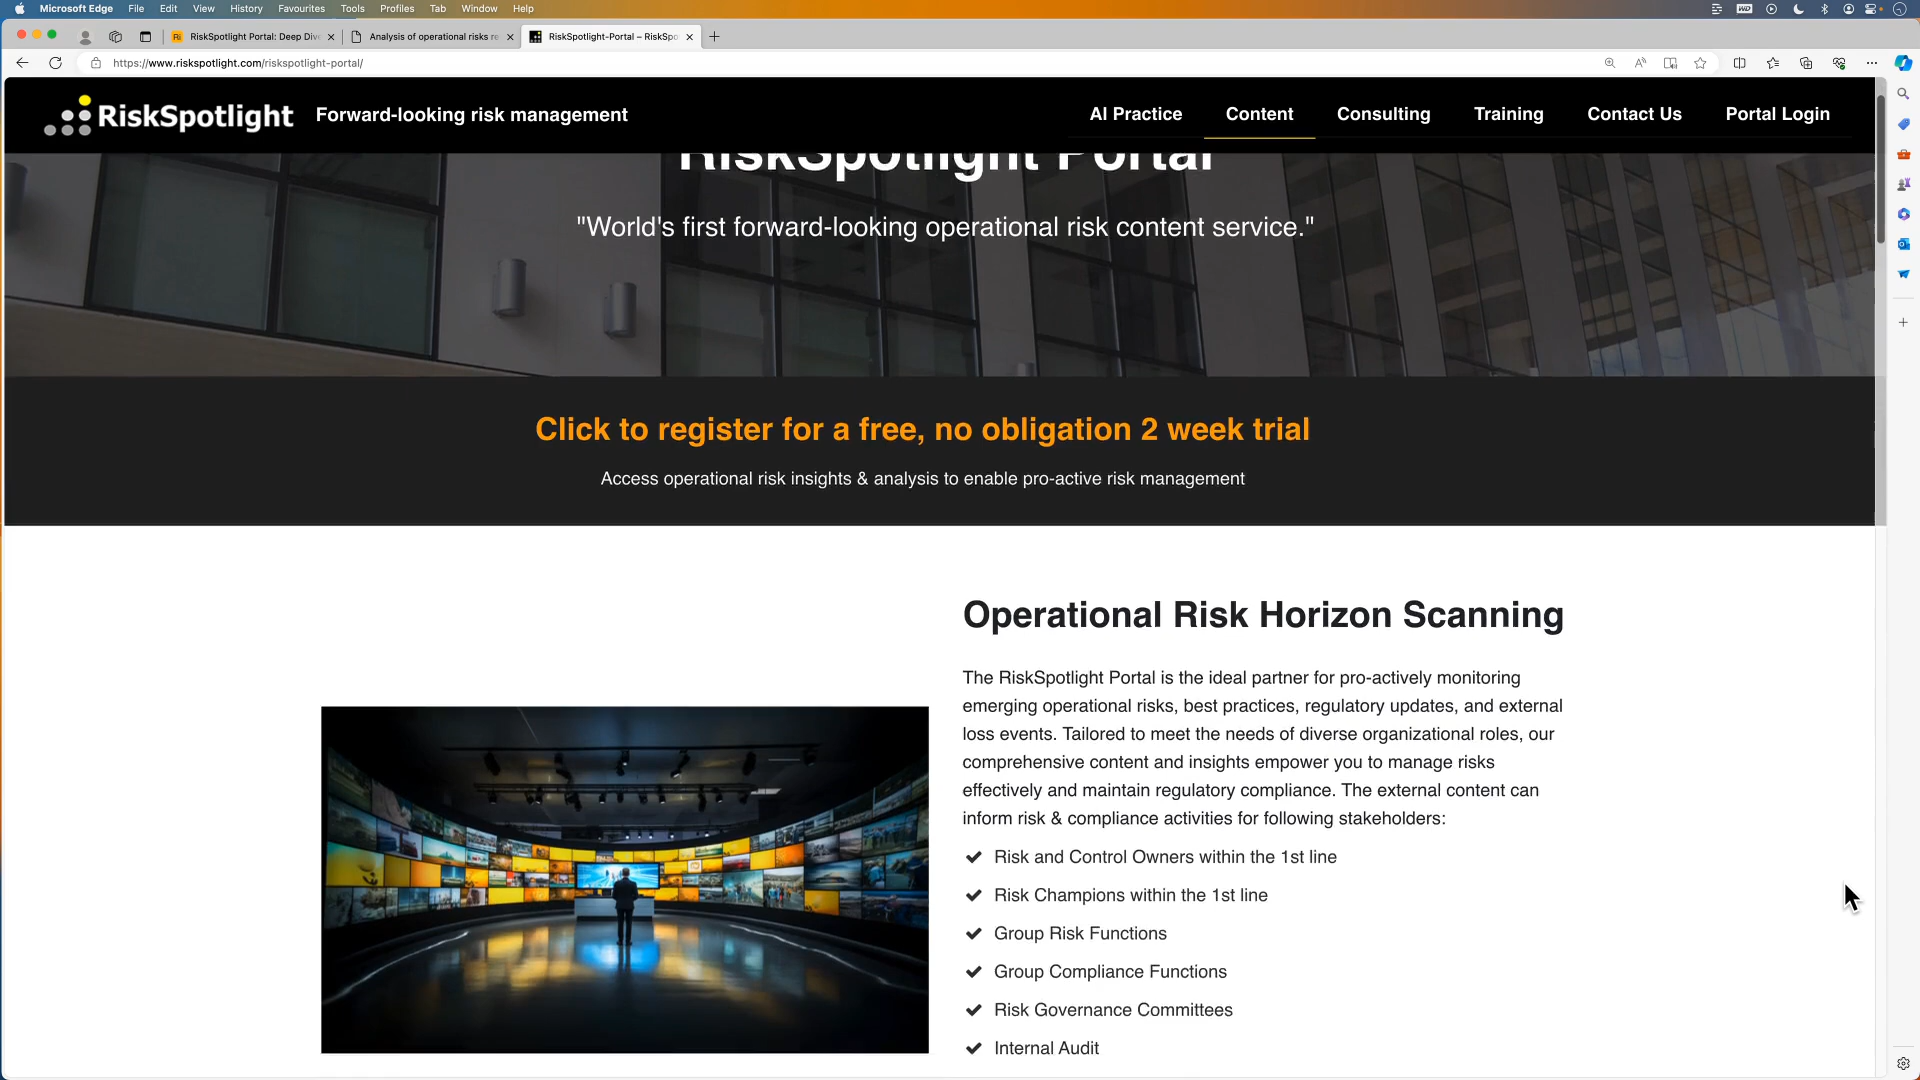 Microsoft Edge File Edit View History Favourites Tools Profiles Tab Window Help
RiskSpotlight Portal: Deep Div
Analysis of operational risks re
RiskSpotlight-Portal – RiskSpo
https://www.riskspotlight.com/riskspotlight-portal/
RiskSpotlight
Forward-looking risk management
AI Practice Content Consulting Training Contact Us Portal Login
RiskSpotlight Portal
"World's first forward-looking operational risk content service."
Click to register for a free, no obligation 2 week trial
Access operational risk insights & analysis to enable pro-active risk management
Operational Risk Horizon Scanning
The RiskSpotlight Portal is the ideal partner for pro-actively monitoring
emerging operational risks, best practices, regulatory updates, and external
loss events. Tailored to meet the needs of diverse organizational roles, our
comprehensive content and insights empower you to manage risks
effectively and maintain regulatory compliance. The external content can
inform risk & compliance activities for following stakeholders:
Risk and Control Owners within the 1st line
Risk Champions within the 1st line
Group Risk Functions
Group Compliance Functions
Risk Governance Committees
Internal Audit